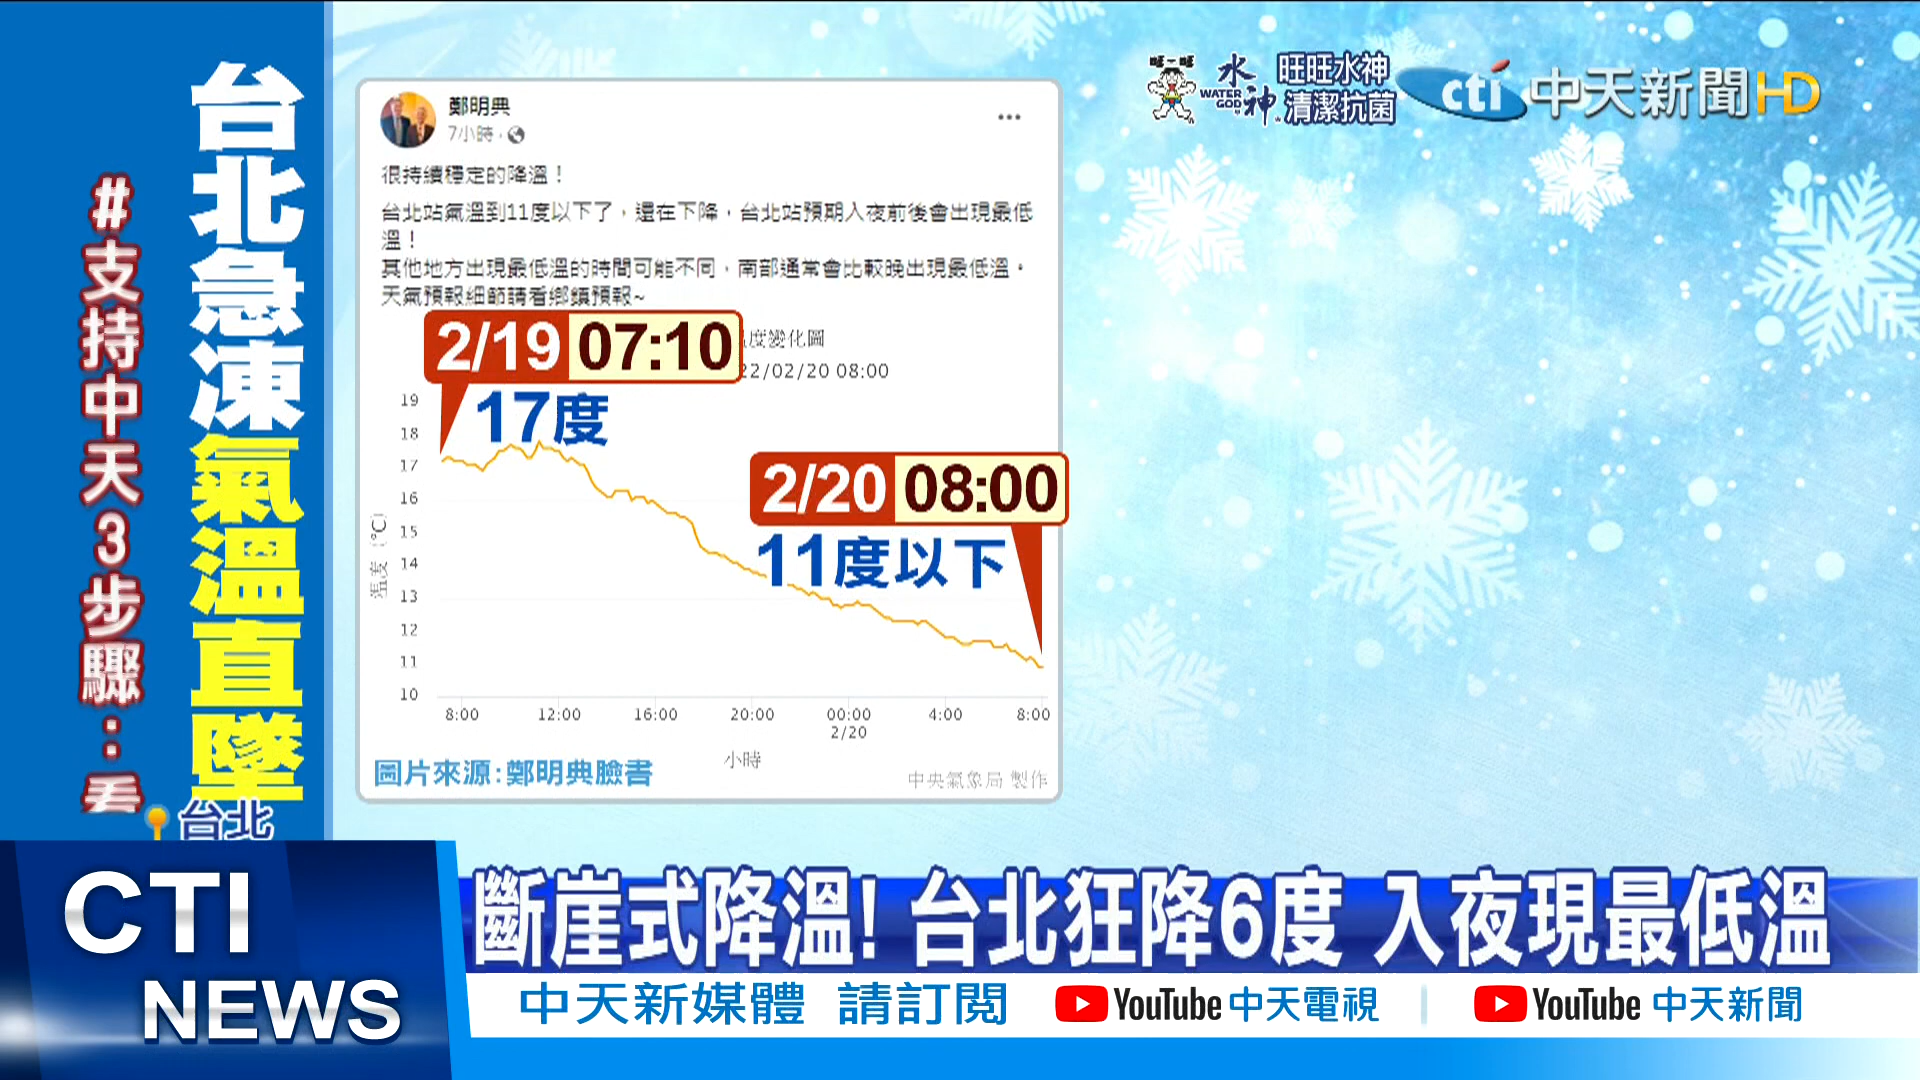 #支持中天3步驟：看
台北急凍氣溫直墜
台北
鄭明典
7小時
很持續穩定的降溫！
台北站氣溫到11度以下了，還在下降，台北站預期入夜前後會出現最低
溫！
其他地方出現最低溫的時間可能不同，南部通常會比較晚出現最低溫。
天氣預報細節請看鄉鎮預報~
2/19 07:10
度變化圖
22/02/20 08:00
17度
2/20 08:00
11度以下
溫度 (°C)
19
18
17
16
15
14
13
12
11
10
8:00 12:00 16:00 20:00 00:00 4:00 8:00
2/20
小時
圖片來源:鄭明典臉書
中央氣象局 製作
旺-旺
水神
WATER GOD
旺旺水神
清潔抗菌
cti 中天新聞HD
CTI
NEWS
斷崖式降溫! 台北狂降6度 入夜現最低溫
中天新媒體 請訂閱 YouTube 中天電視 | YouTube 中天新聞